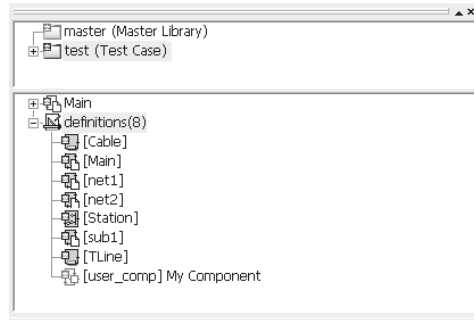 master (Master Library)
test (Test Case)
Main
definitions(8)
[Cable]
[Main]
[net1]
[net2]
[Station]
[sub1]
[TLine]
[user_comp] My Component